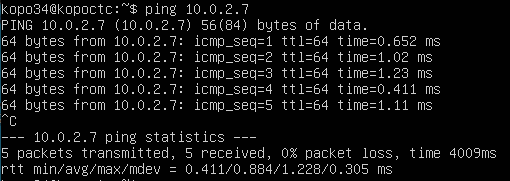 kopo34@kopoctc:~$ ping 10.0.2.7
PING 10.0.2.7 (10.0.2.7) 56(84) bytes of data.
64 bytes from 10.0.2.7: icmp_seq=1 ttl=64 time=0.652 ms
64 bytes from 10.0.2.7: icmp_seq=2 ttl=64 time=1.02 ms
64 bytes from 10.0.2.7: icmp_seq=3 ttl=64 time=1.23 ms
64 bytes from 10.0.2.7: icmp_seq=4 ttl=64 time=0.411 ms
64 bytes from 10.0.2.7: icmp_seq=5 ttl=64 time=1.11 ms
^C
--- 10.0.2.7 ping statistics ---
5 packets transmitted, 5 received, 0% packet loss, time 4009ms
rtt min/avg/max/mdev = 0.411/0.884/1.228/0.305 ms